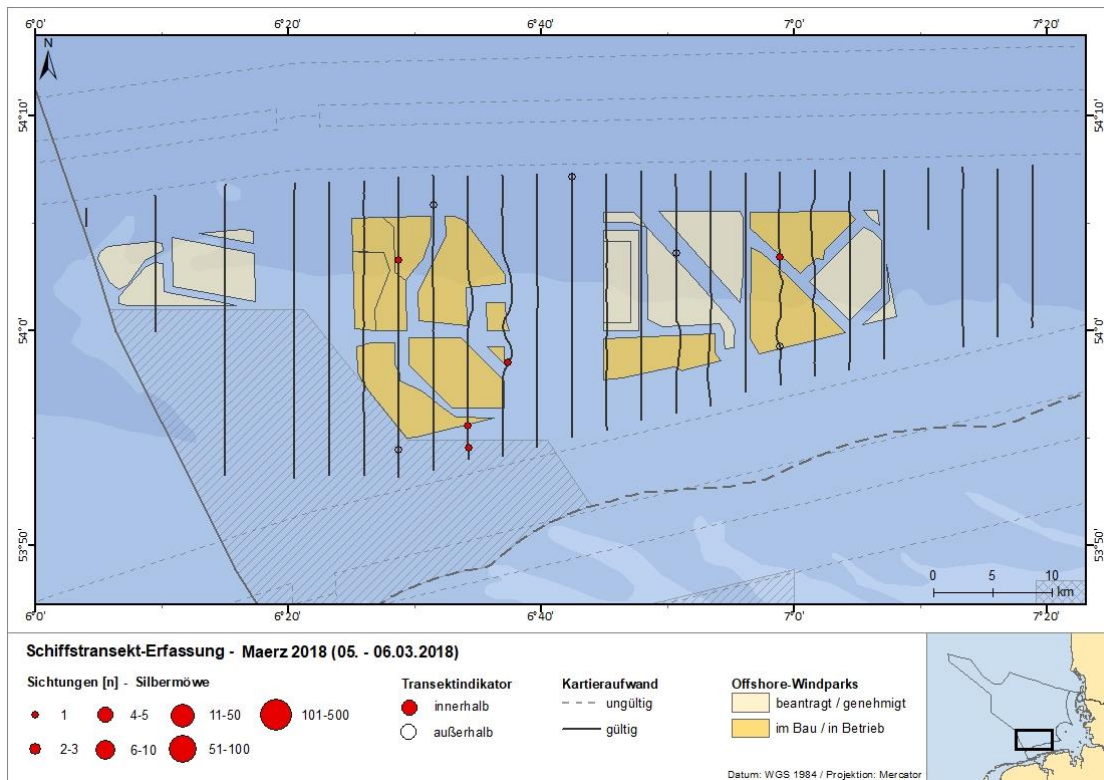 6°0' 6°20' 6°40' 7°0' 7°20'
N
54°10' 54°10'
54°0' 54°0'
53°50' 53°50'
0 5 10
km
6°0' 6°20' 6°40' 7°0' 7°20'
Schiffstransekt-Erfassung - Maerz 2018 (05. - 06.03.2018)
Sichtungen [n] - Silbermöwe
1 4-5 11-50 101-500
2-3 6-10 51-100
Transektindikator
innerhalb
außerhalb
Kartieraufwand
ungültig
gültig
Offshore-Windparks
beantragt / genehmigt
im Bau / in Betrieb
Datum: WGS 1984 / Projektion: Mercator